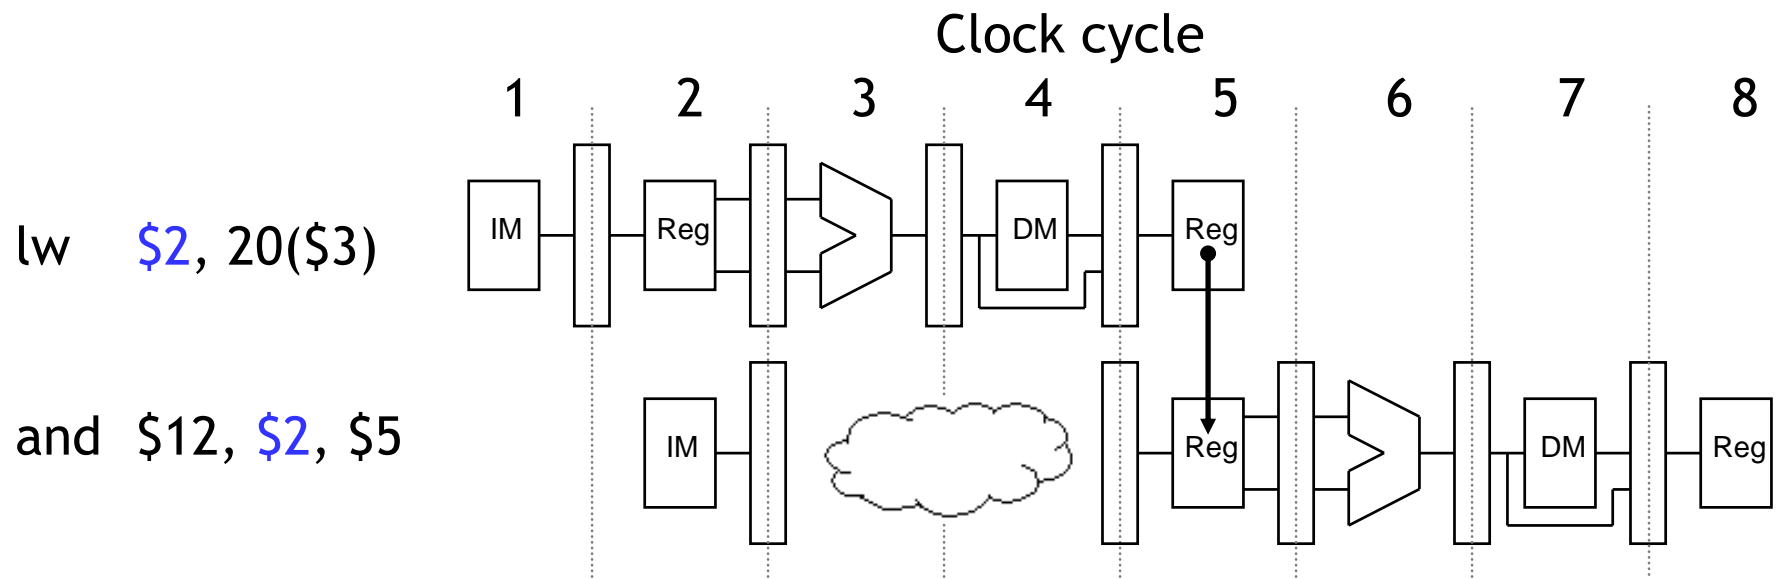 Clock cycle
1 2 3 4 5 6 7 8
IM Reg DM Reg
lw $2, 20($3)
IM Reg DM Reg
and $12, $2, $5